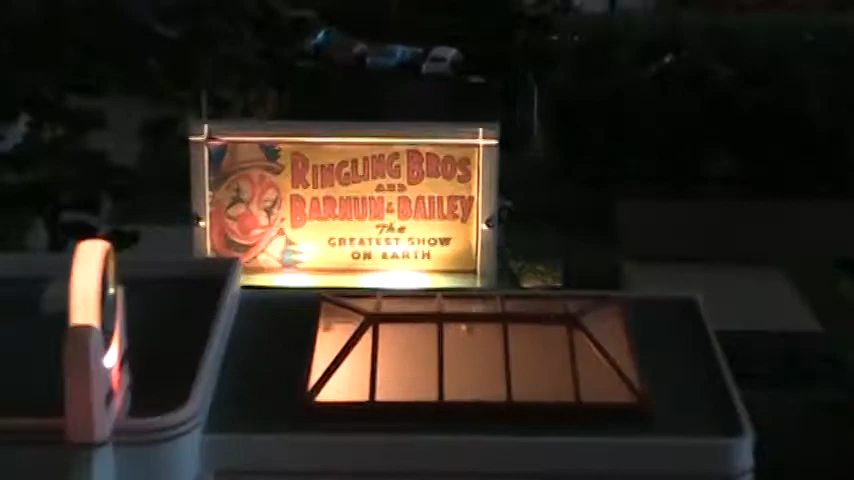 RINGLING BROS
AND
BARNUM & BAILEY
The
GREATEST SHOW
ON EARTH